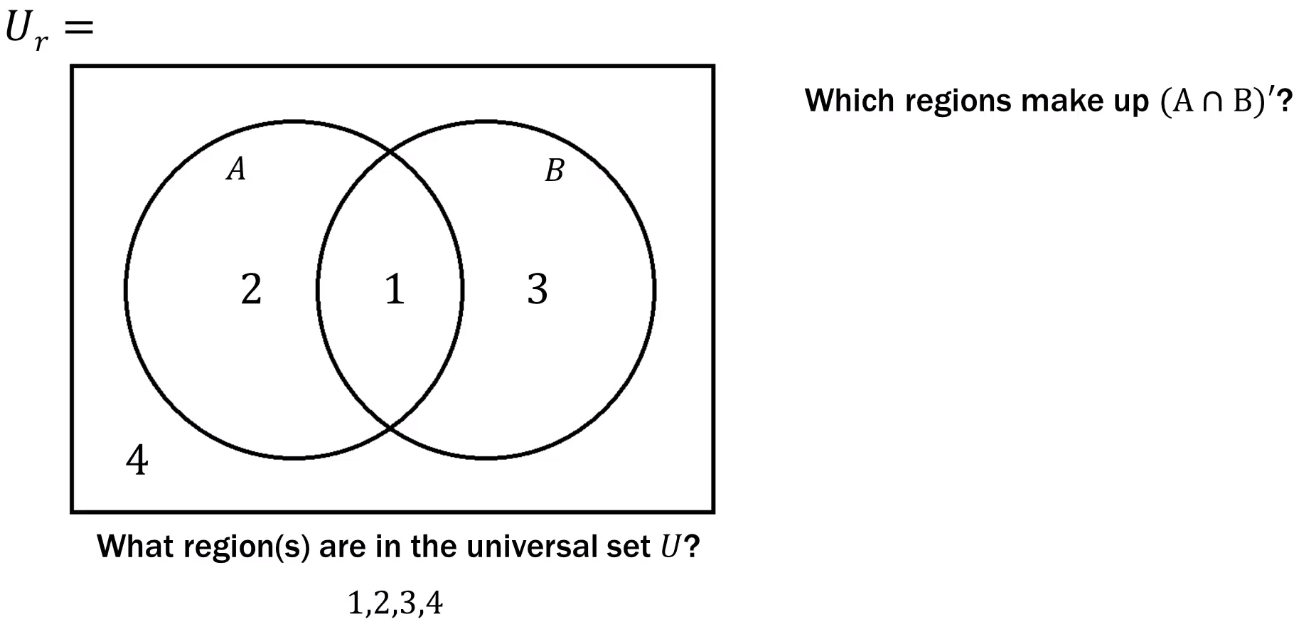 U_r =
Which regions make up (A ∩ B)′?
A
B
2
1
3
4
What region(s) are in the universal set U?
1,2,3,4